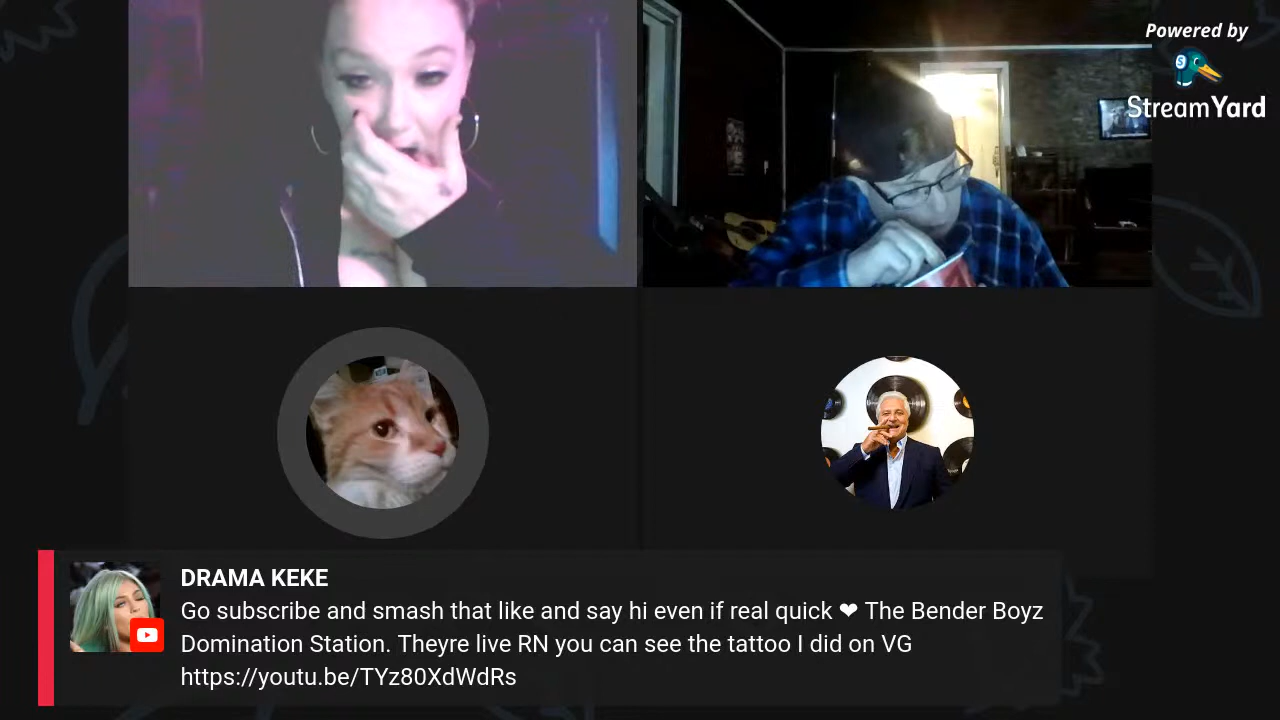 Powered by
StreamYard
DRAMA KEKE
Go subscribe and smash that like and say hi even if real quick ❤ The Bender Boyz
Domination Station. Theyre live RN you can see the tattoo I did on VG
https://youtu.be/TYz80XdWdRs